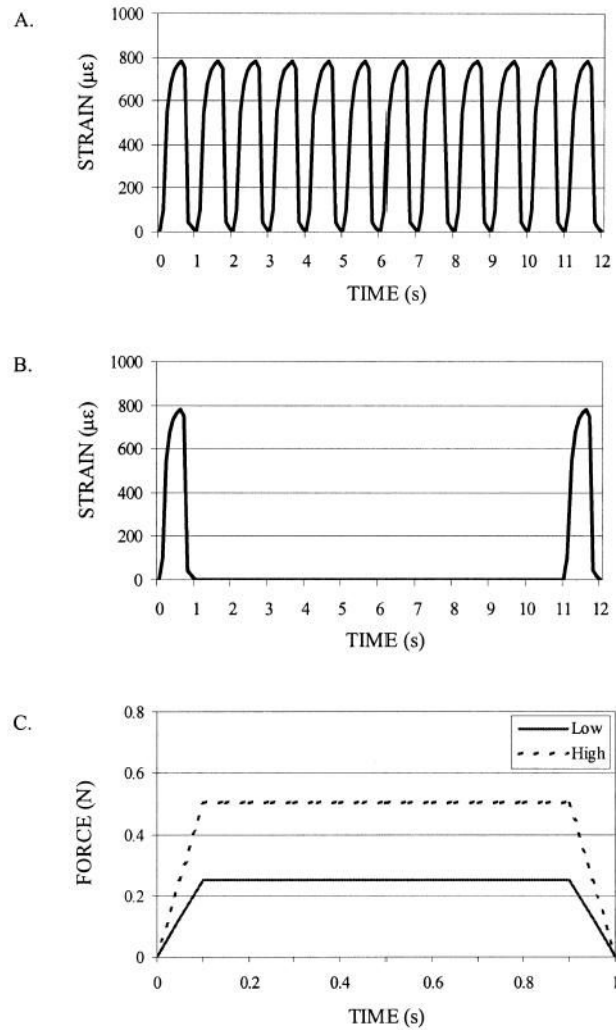 A.
1000
800
600
400
200
0
STRAIN (με)
0 1 2 3 4 5 6 7 8 9 10 11 12
TIME (s)
B.
1000
800
600
400
200
0
STRAIN (με)
0 1 2 3 4 5 6 7 8 9 10 11 12
TIME (s)
C.
0.8
0.6
0.4
0.2
0
FORCE (N)
Low
High
0 0.2 0.4 0.6 0.8 1
TIME (s)